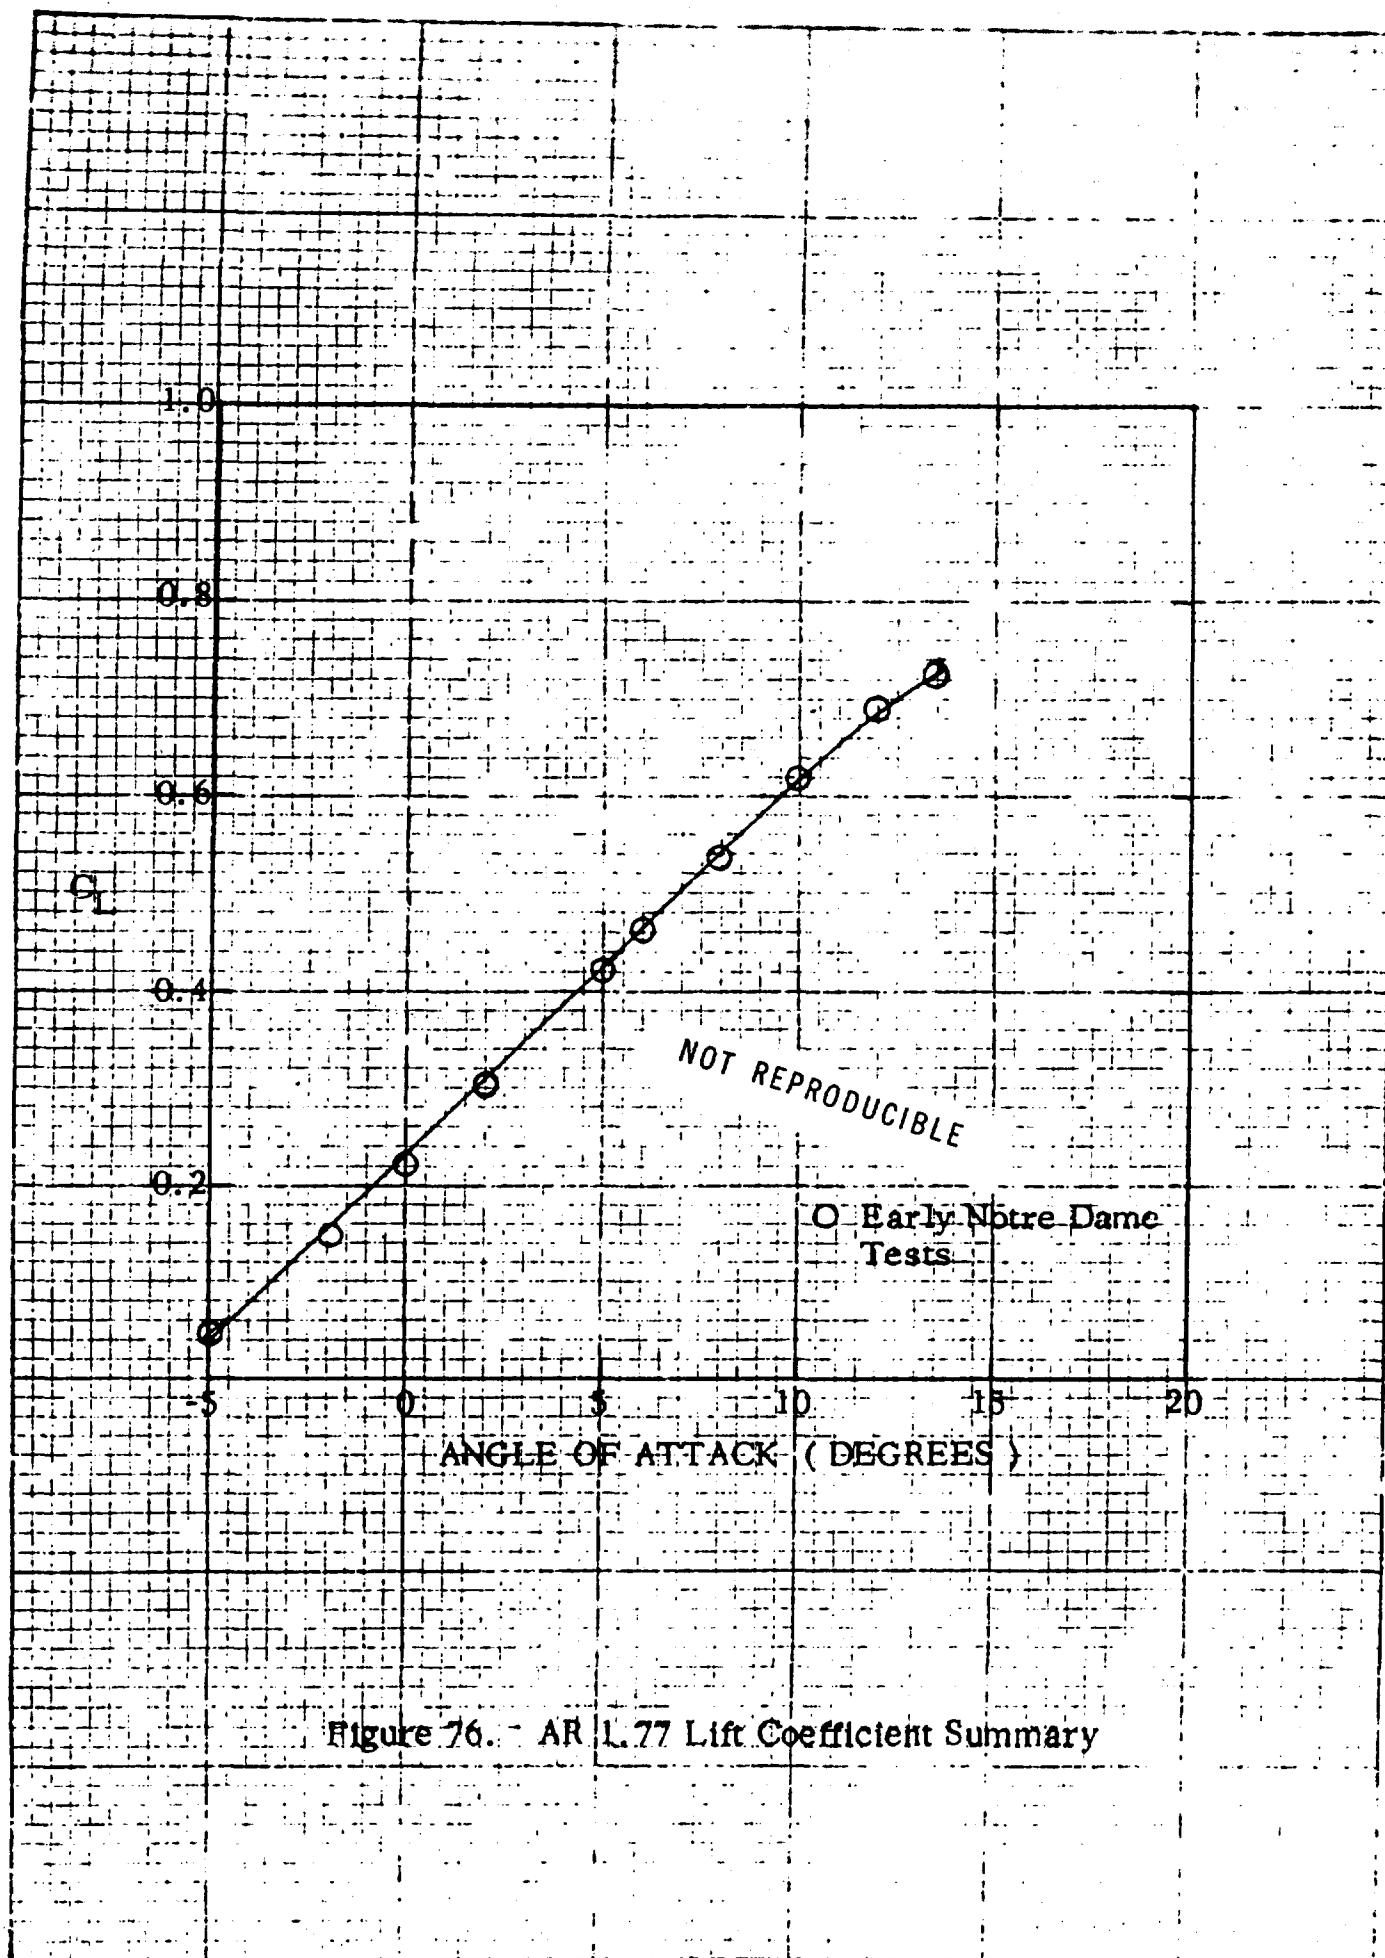 1.0
0.8
0.6
CL
0.4
NOT REPRODUCIBLE
0.2
O Early Notre Dame
Tests
-5 0 5 10 15 20
ANGLE OF ATTACK ( DEGREES )
Figure 76. - AR 1.77 Lift Coefficient Summary